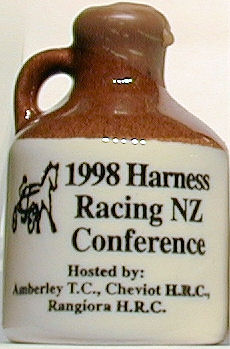 1998 Harness
Racing NZ
Conference
Hosted by:
Amberley T.C., Cheviot H.R.C.,
Rangiora H.R.C.